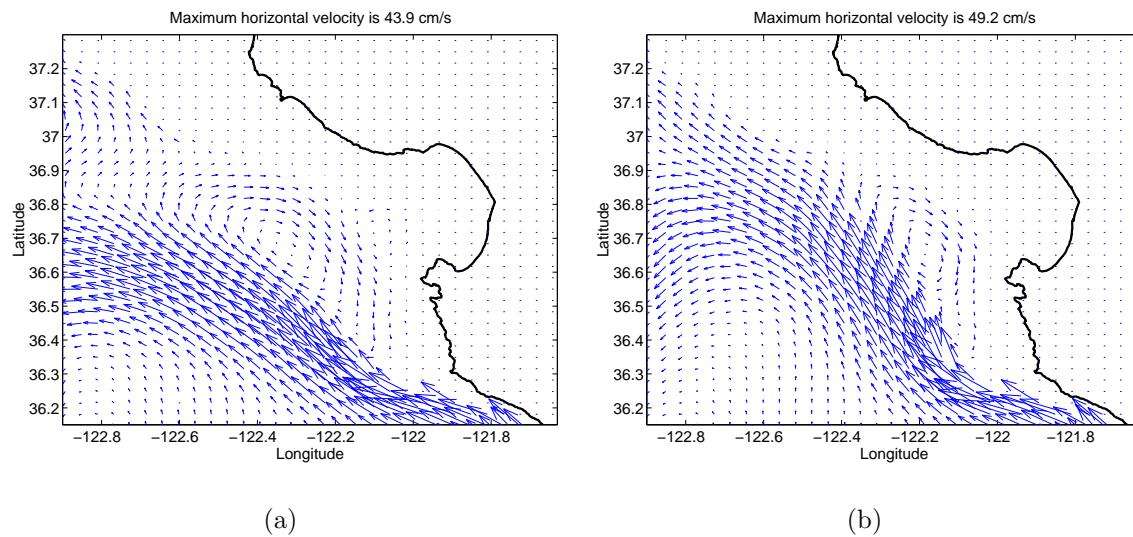 Maximum horizontal velocity is 43.9 cm/s
37.2
37.1
37
36.9
36.8
36.7
36.6
36.5
36.4
36.3
36.2
Latitude
−122.8 −122.6 −122.4 −122.2 −122 −121.8
Longitude
(a)
Maximum horizontal velocity is 49.2 cm/s
37.2
37.1
37
36.9
36.8
36.7
36.6
36.5
36.4
36.3
36.2
Latitude
−122.8 −122.6 −122.4 −122.2 −122 −121.8
Longitude
(b)